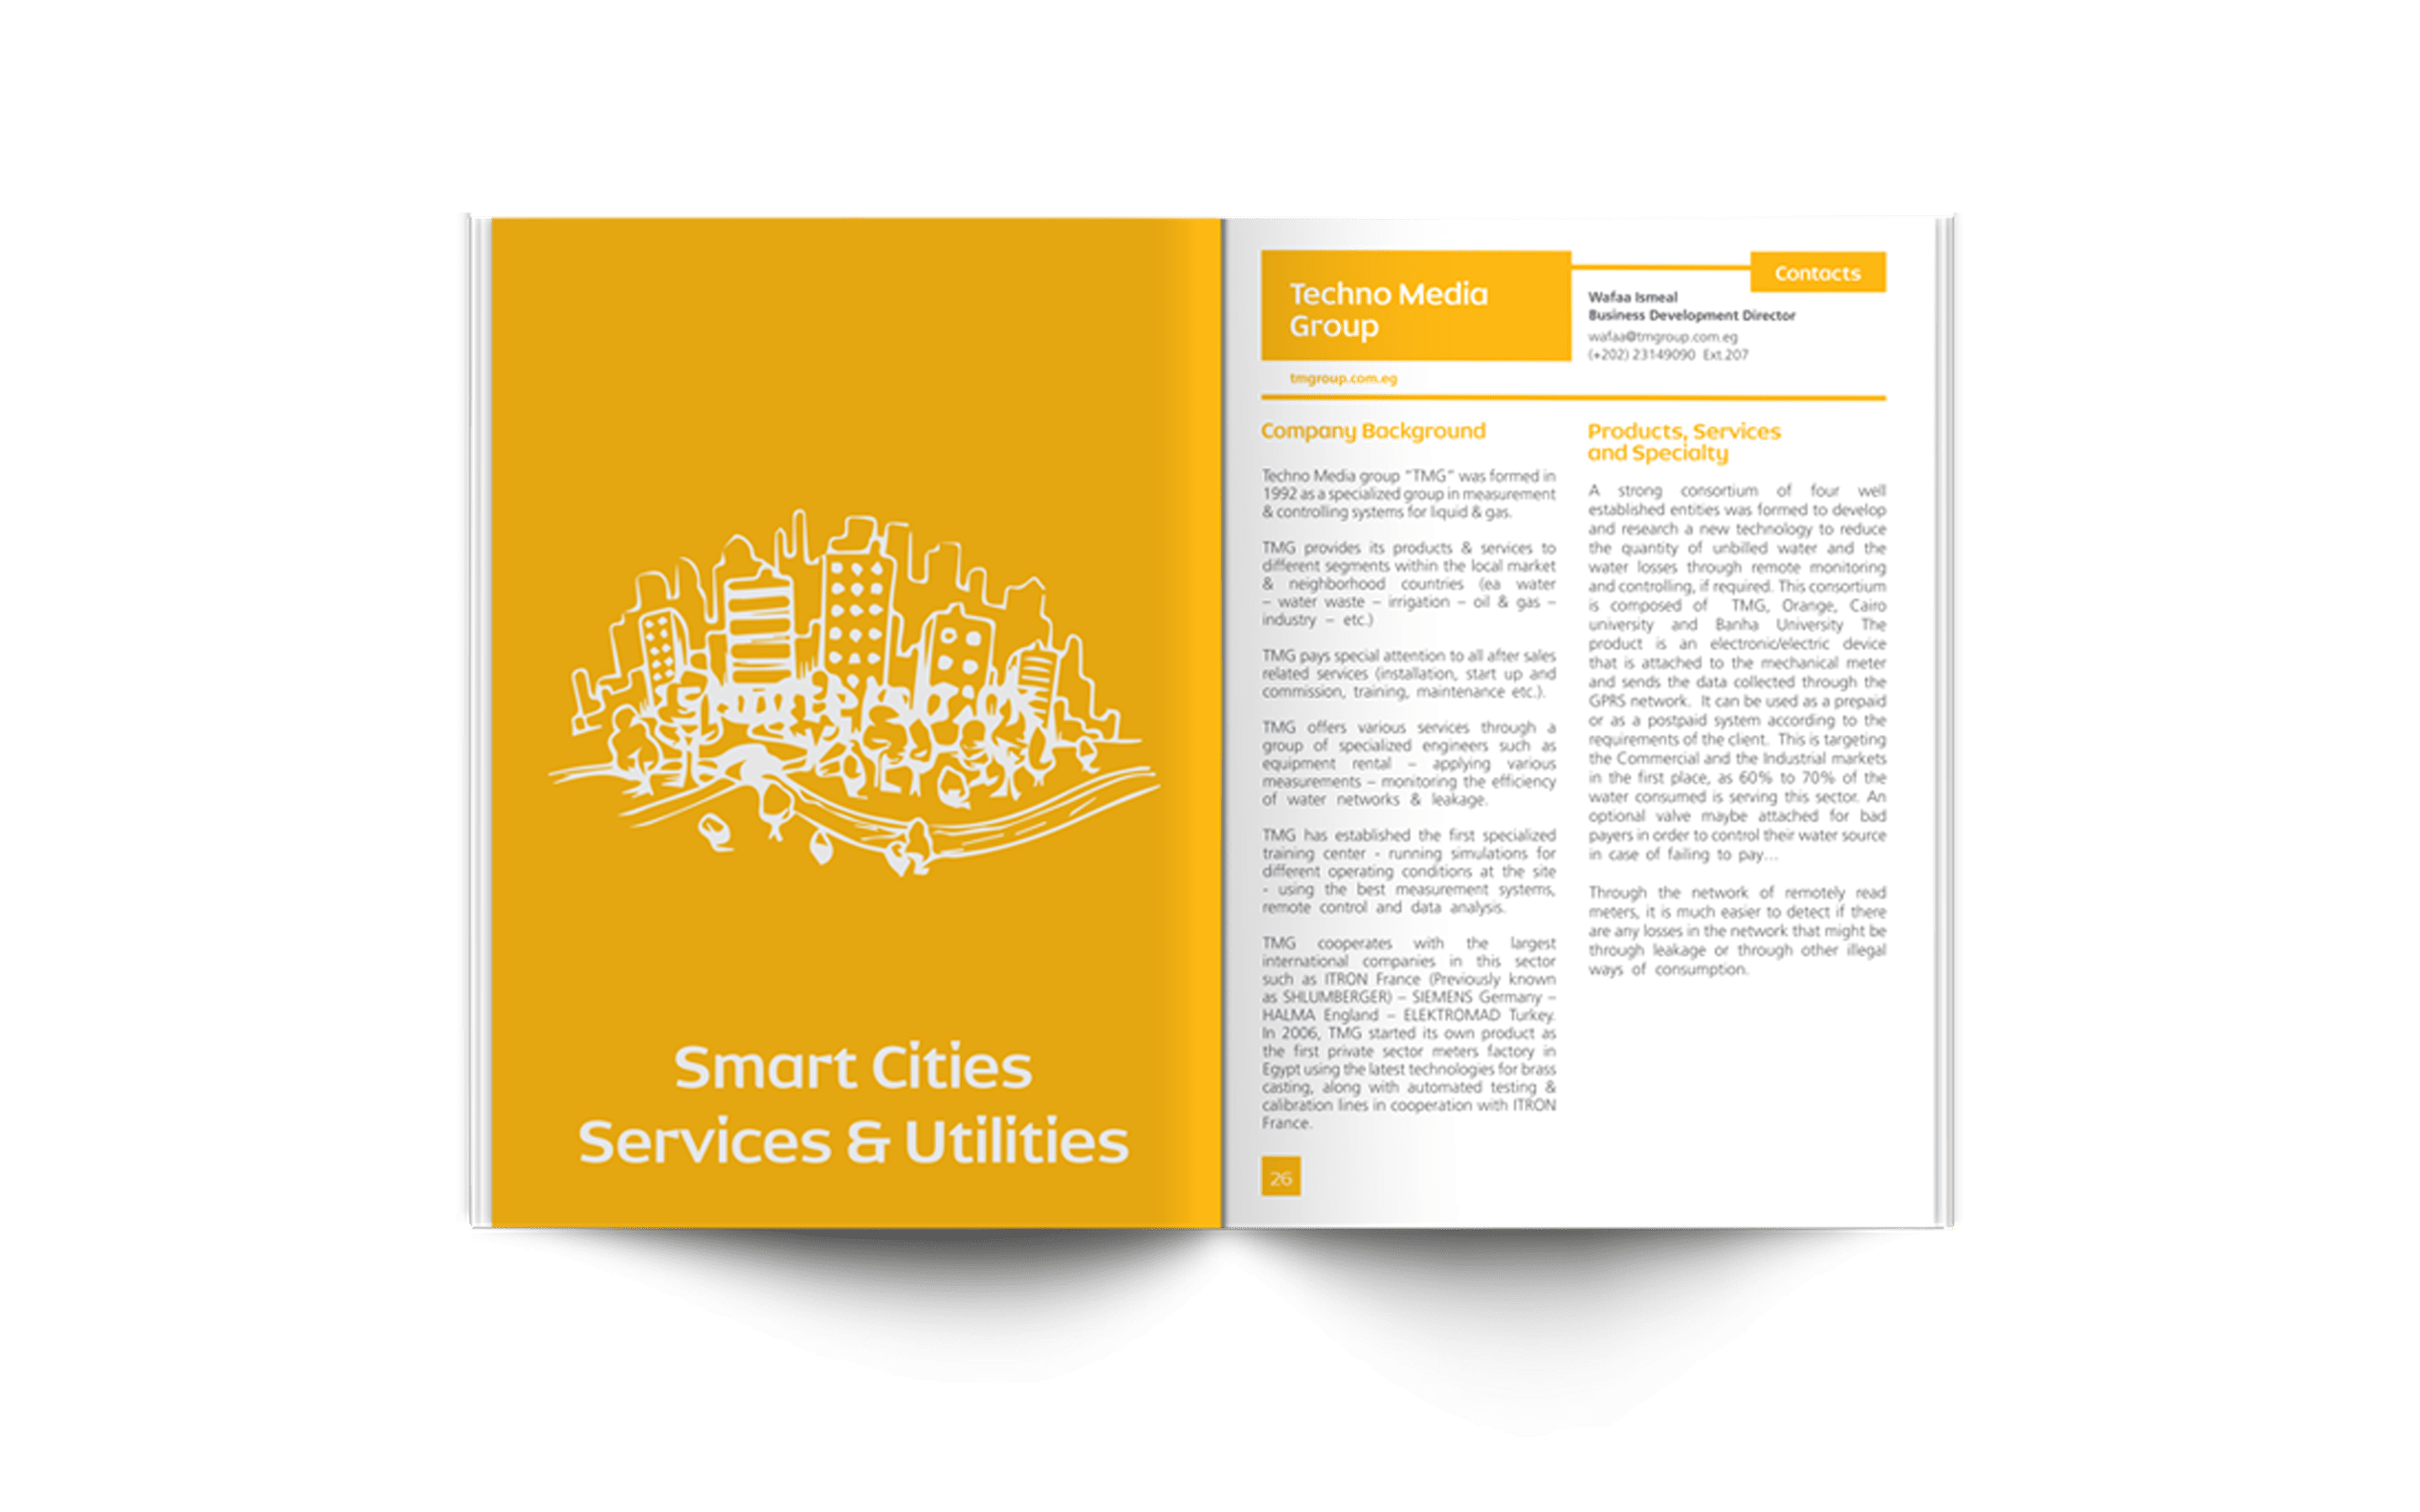 Smart Cities
Services & Utilities
Techno Media
Group
tmgroup.com.eg
Contacts
Wafaa Ismeal
Business Development Director
wafaa@tmgroup.com.eg
(+202) 23149090 Ext.207
Company Background
Techno Media group "TMG" was formed in
1992 as a specialized group in measurement
& controlling systems for liquid & gas.
TMG provides its products & services to
different segments within the local market
& neighborhood countries (ea water
– water waste – irrigation – oil & gas –
industry – etc.)
TMG pays special attention to all after sales
related services (installation, start up and
commission, training, maintenance etc.).
TMG offers various services through a
group of specialized engineers such as
equipment rental – applying various
measurements – monitoring the efficiency
of water networks & leakage.
TMG has established the first specialized
training center - running simulations for
different operating conditions at the site
- using the best measurement systems,
remote control and data analysis.
TMG cooperates with the largest
international companies in this sector
such as ITRON France (Previously known
as SHLUMBERGER) – SIEMENS Germany –
HALMA England – ELEKTROMAD Turkey.
In 2006, TMG started its own product as
the first private sector meters factory in
Egypt using the latest technologies for brass
casting, along with automated testing &
calibration lines in cooperation with ITRON
France.
Products, Services
and Specialty
A strong consortium of four well
established entities was formed to develop
and research a new technology to reduce
the quantity of unbilled water and the
water losses through remote monitoring
and controlling, if required. This consortium
is composed of TMG, Orange, Cairo
university and Banha University The
product is an electronic/electric device
that is attached to the mechanical meter
and sends the data collected through the
GPRS network. It can be used as a prepaid
or as a postpaid system according to the
requirements of the client. This is targeting
the Commercial and the Industrial markets
in the first place, as 60% to 70% of the
water consumed is serving this sector. An
optional valve maybe attached for bad
payers in order to control their water source
in case of failing to pay...
Through the network of remotely read
meters, it is much easier to detect if there
are any losses in the network that might be
through leakage or through other illegal
ways of consumption.
26